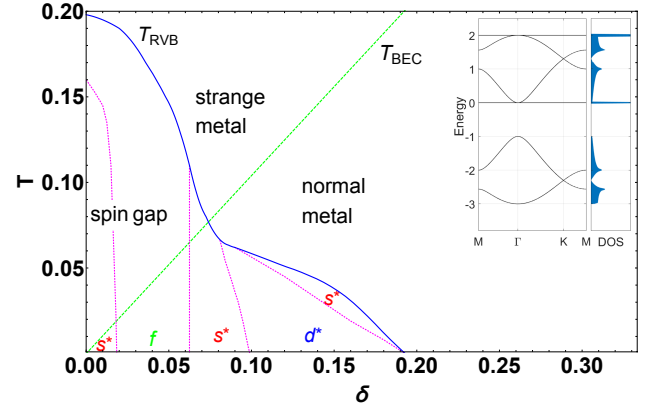 0.20
0.15
0.10
0.05
T
T_RVB
T_BEC
strange
metal
normal
metal
spin gap
s*
f
s*
d*
s*
0.00 0.05 0.10 0.15 0.20 0.25 0.30
δ
2
1
0
-1
-2
-3
Energy
M Γ K M DOS